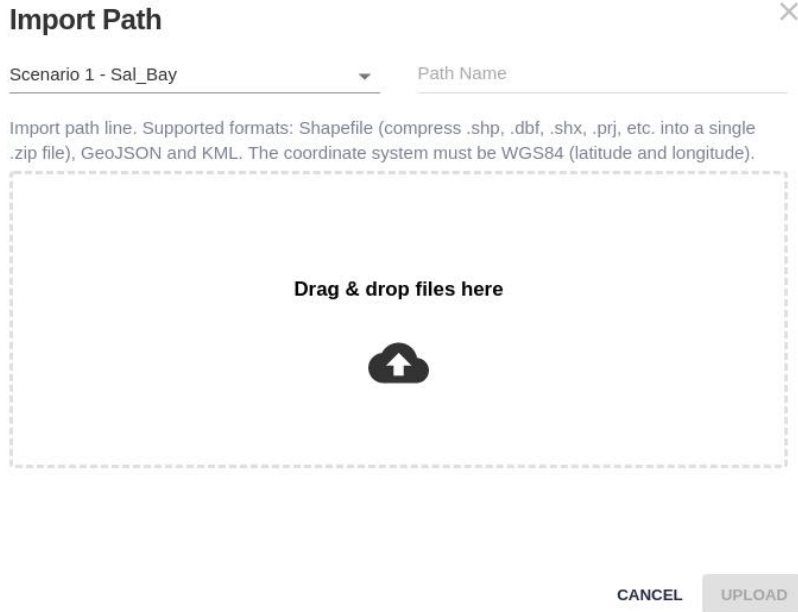 Import Path
Scenario 1 - Sal_Bay
Path Name
Import path line. Supported formats: Shapefile (compress .shp, .dbf, .shx, .prj, etc. into a single
.zip file), GeoJSON and KML. The coordinate system must be WGS84 (latitude and longitude).
Drag & drop files here
CANCEL
UPLOAD